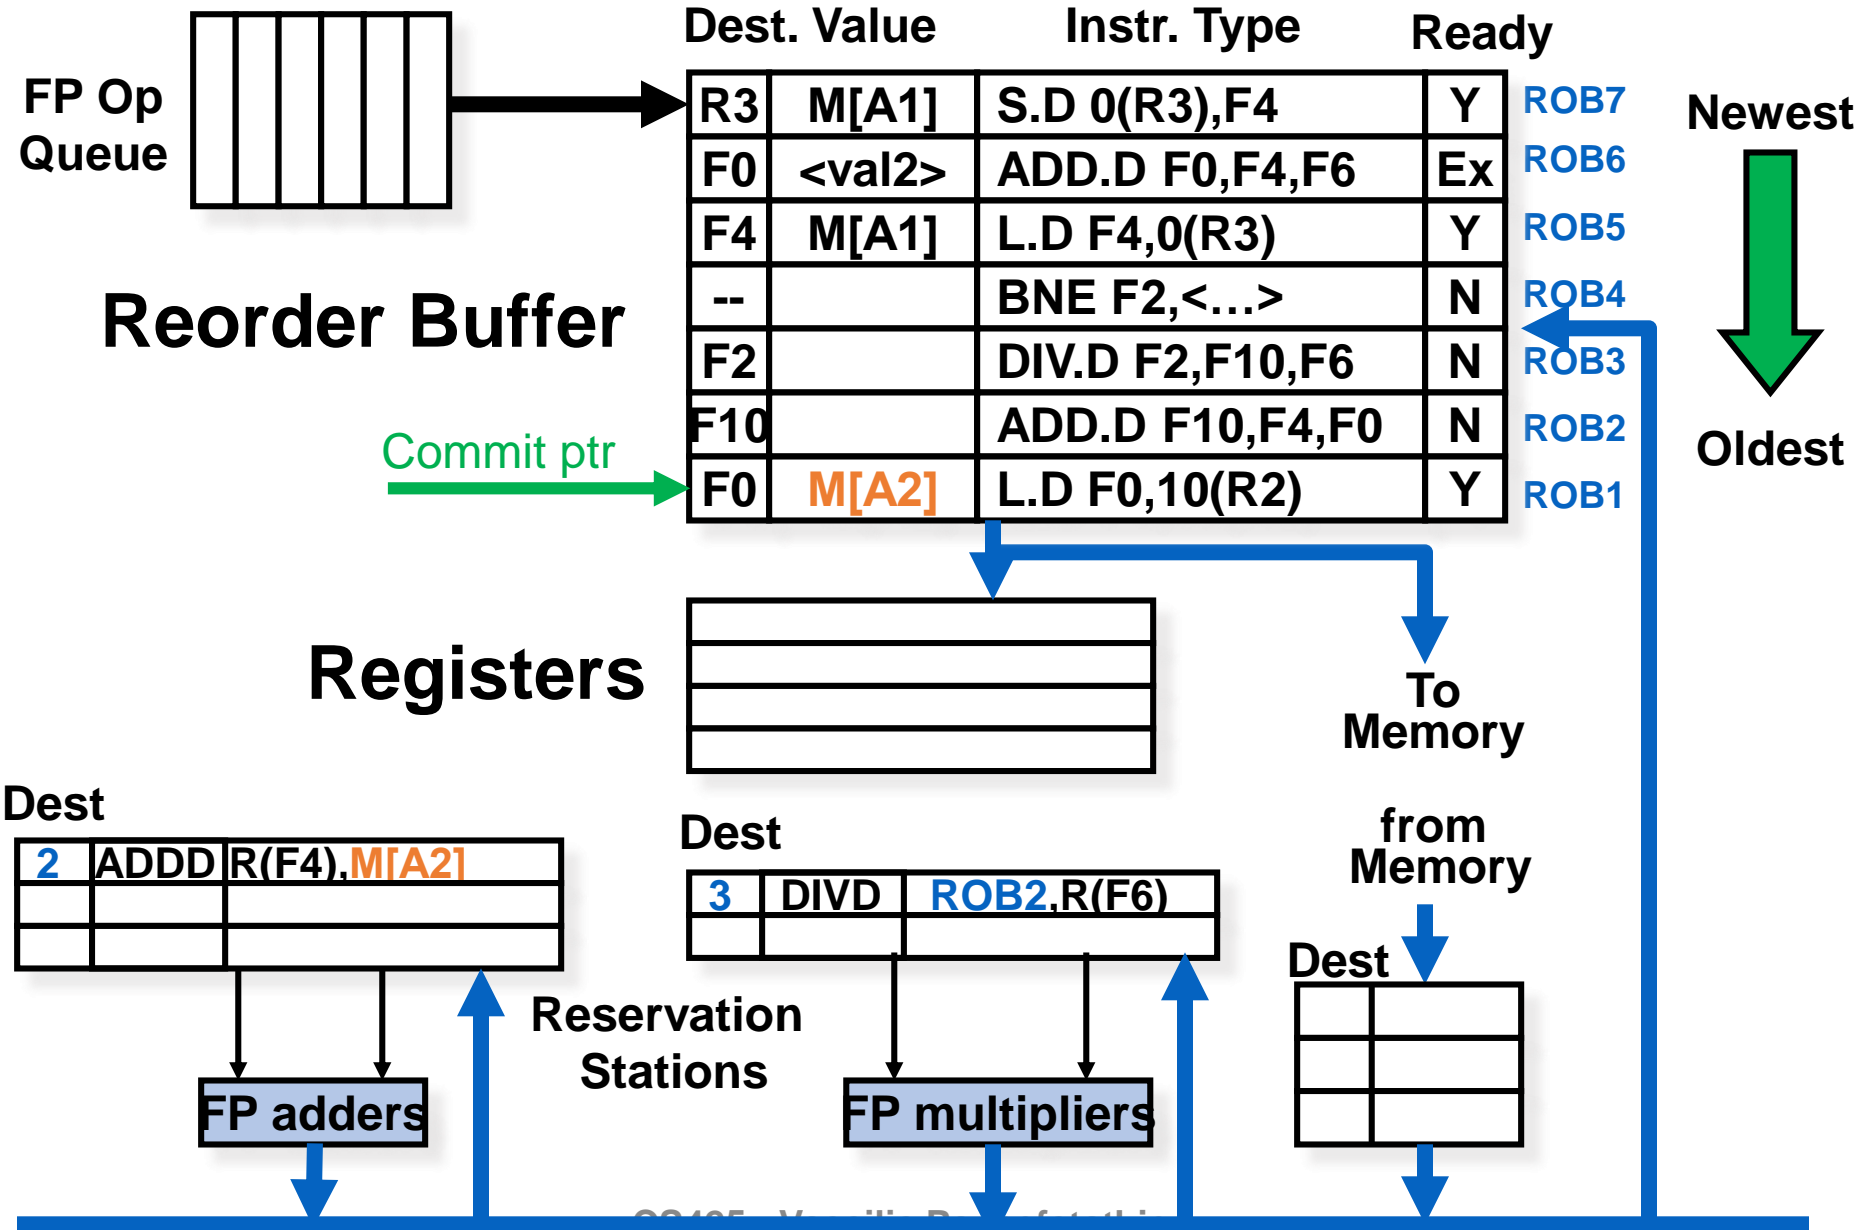 Dest. Value Instr. Type Ready
FP Op
Queue
R3 M[A1] S.D 0(R3),F4 Y ROB7
F0 <val2> ADD.D F0,F4,F6 Ex ROB6
F4 M[A1] L.D F4,0(R3) Y ROB5
-- BNE F2,<…> N ROB4
F2 DIV.D F2,F10,F6 N ROB3
F10 ADD.D F10,F4,F0 N ROB2
F0 M[A2] L.D F0,10(R2) Y ROB1
Newest
Oldest
Reorder Buffer
Commit ptr
Registers
To
Memory
Dest
2 ADDD R(F4),M[A2]
Dest
3 DIVD ROB2,R(F6)
from
Memory
Dest
Reservation
Stations
FP adders
FP multipliers